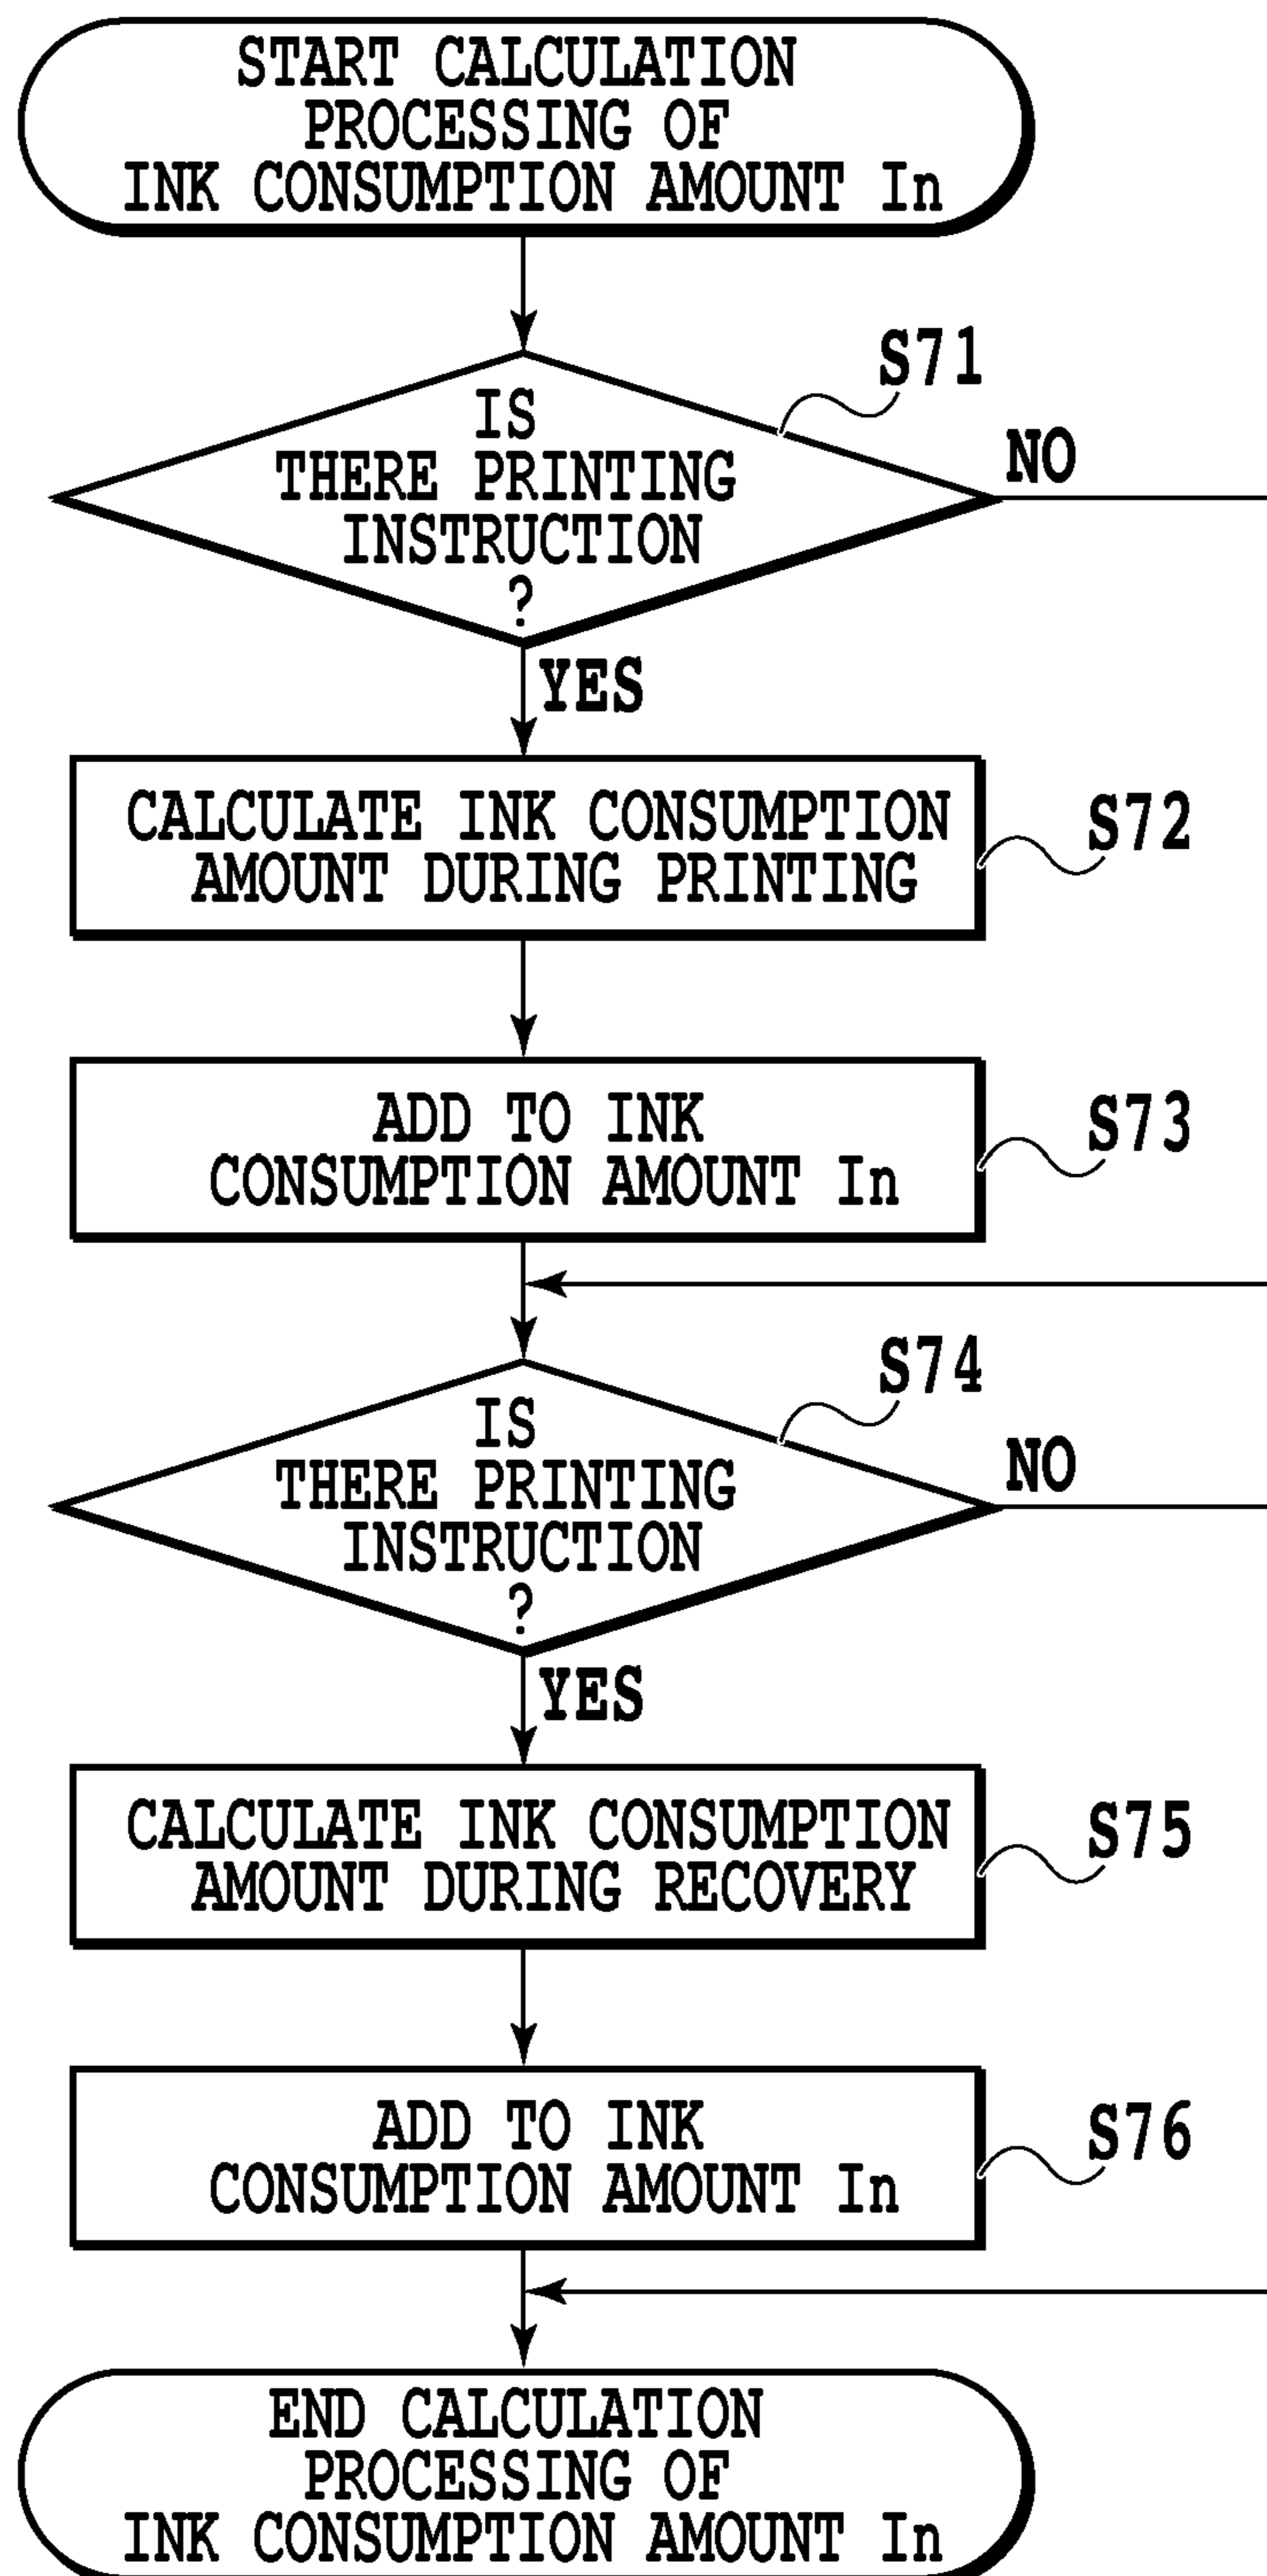 START CALCULATION
PROCESSING OF
INK CONSUMPTION AMOUNT In
S71
IS
THERE PRINTING
INSTRUCTION
?
NO
YES
CALCULATE INK CONSUMPTION
AMOUNT DURING PRINTING
S72
ADD TO INK
CONSUMPTION AMOUNT In
S73
S74
IS
THERE PRINTING
INSTRUCTION
?
NO
YES
CALCULATE INK CONSUMPTION
AMOUNT DURING RECOVERY
S75
ADD TO INK
CONSUMPTION AMOUNT In
S76
END CALCULATION
PROCESSING OF
INK CONSUMPTION AMOUNT In